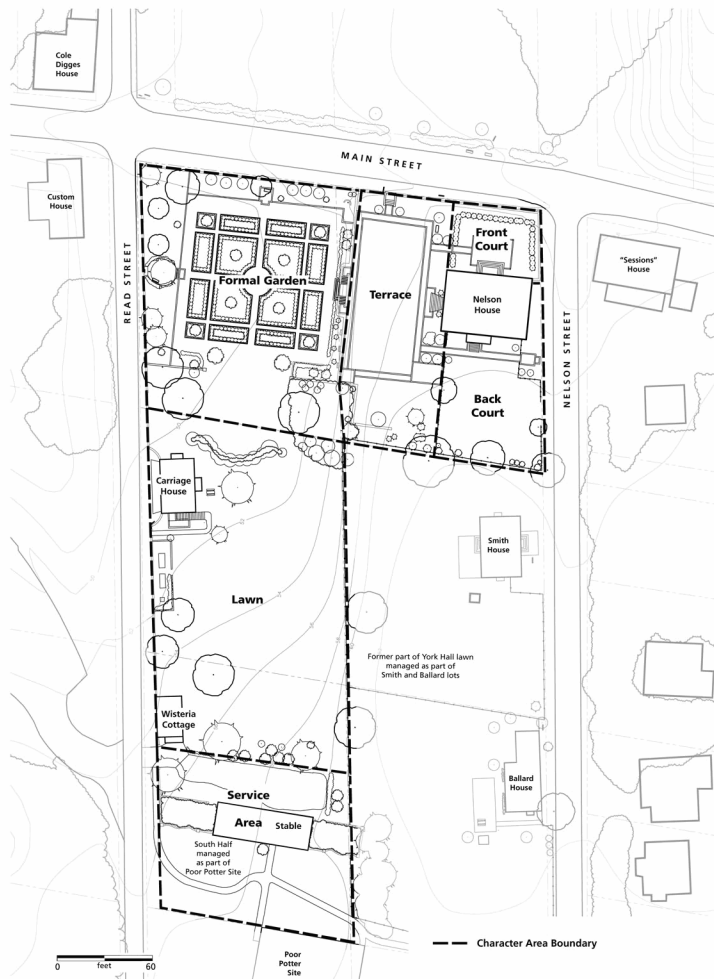 Cole
Digges
House
MAIN STREET
Custom
House
READ STREET
Formal Garden
Terrace
Front
Court
Nelson
House
"Sessions"
House
NELSON STREET
Back
Court
Carriage
House
Smith
House
Lawn
Former part of York Hall lawn
managed as part of
Smith and Ballard lots
Wisteria
Cottage
Ballard
House
Service
Area
Stable
South Half
managed
as part of
Poor Potter Site
Poor
Potter
Site
Character Area Boundary
0 feet 60